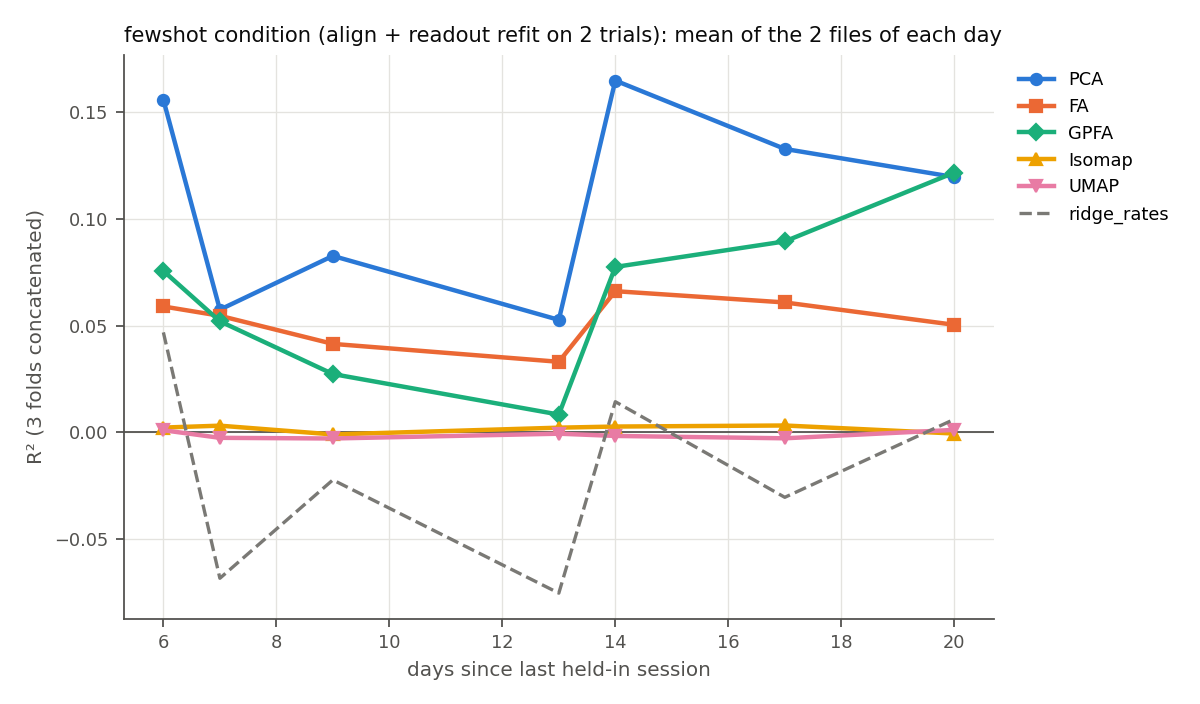 fewshot condition (align + readout refit on 2 trials): mean of the 2 files of each day
PCA
FA
GPFA
Isomap
UMAP
ridge_rates
R² (3 folds concatenated)
0.15
0.10
0.05
0.00
−0.05
6
8
10
12
14
16
18
20
days since last held-in session